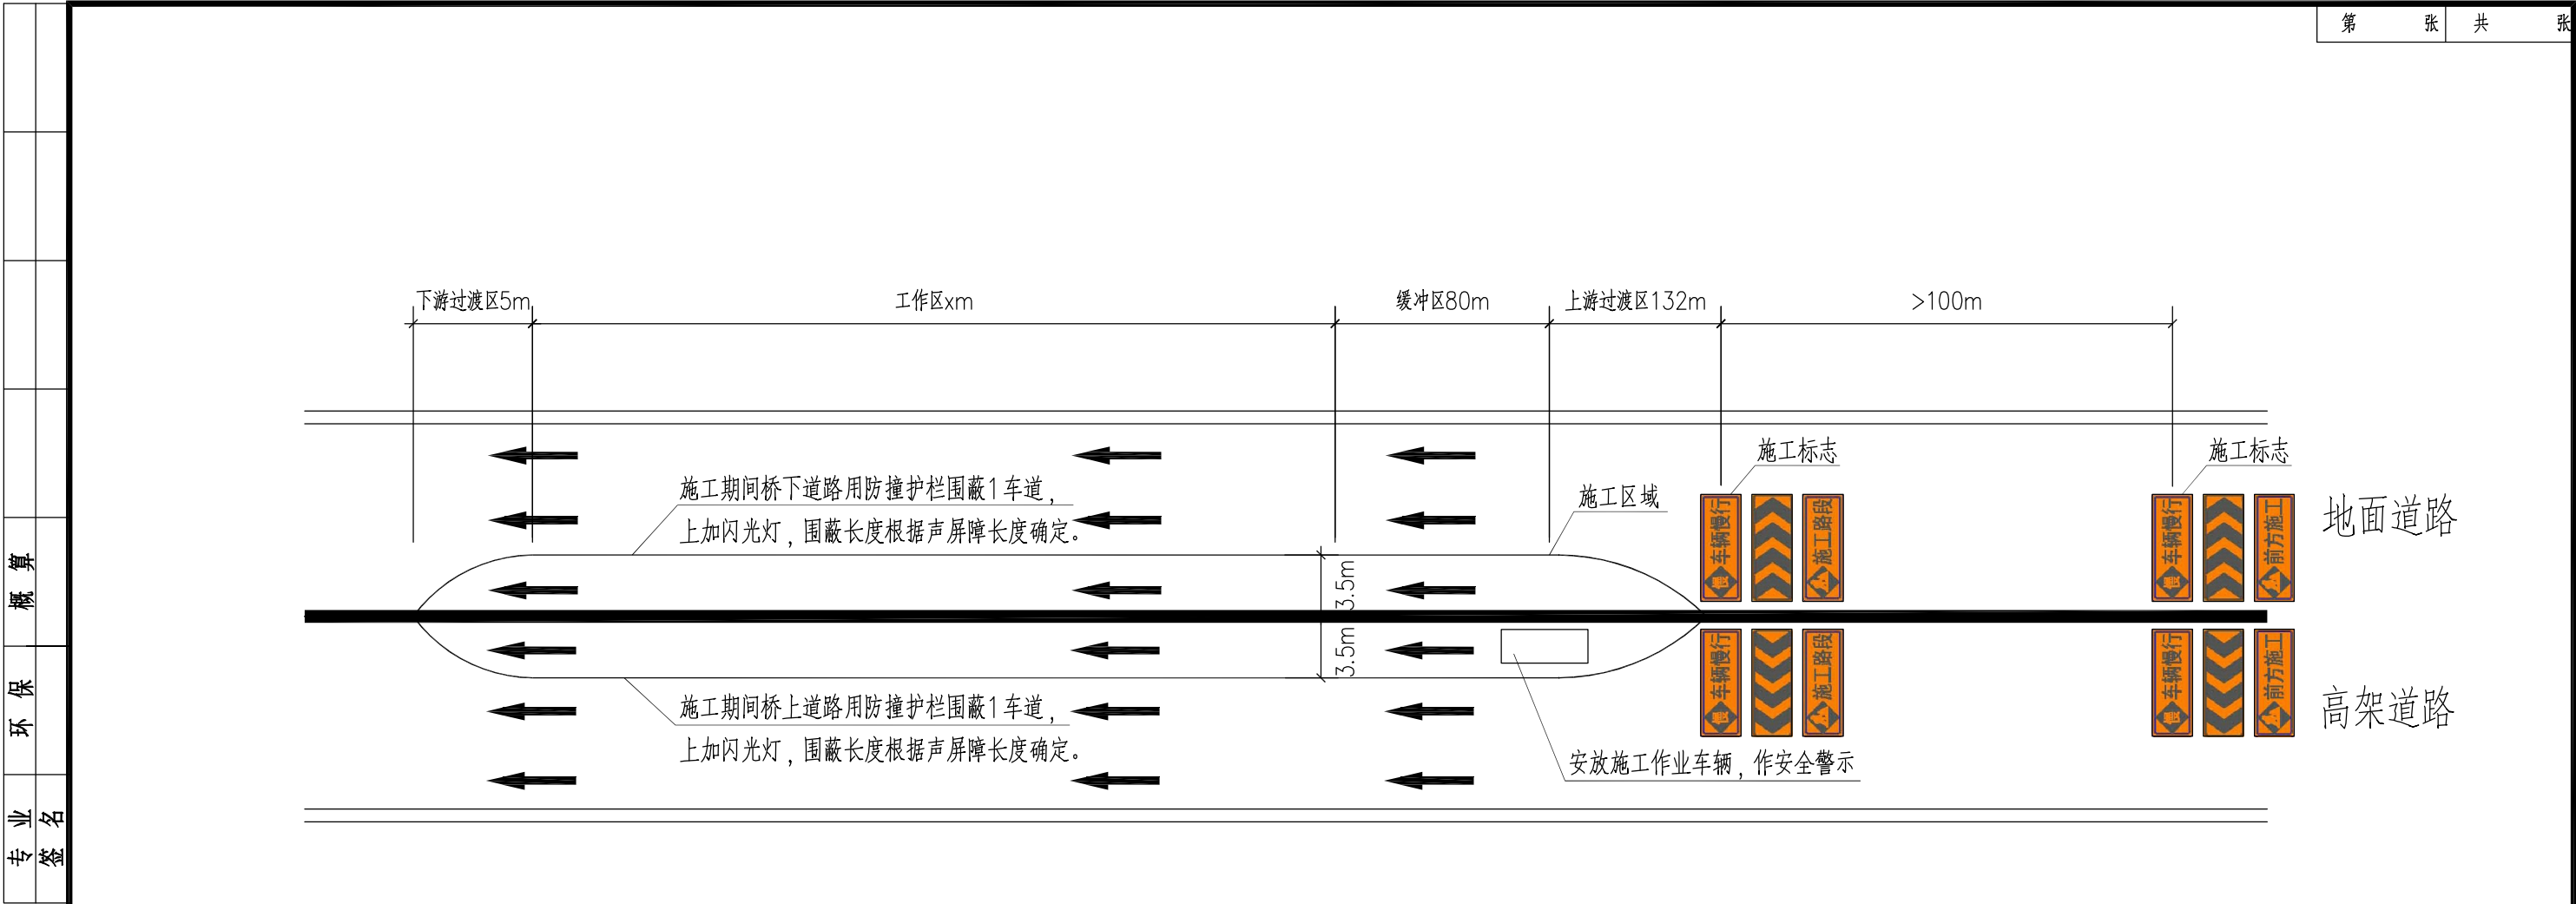 第 张 共 张
下游过渡区5m
工作区xm
缓冲区80m
上游过渡区132m
>100m
施工标志
施工标志
施工期间桥下道路用防撞护栏围蔽1车道，
上加闪光灯，围蔽长度根据声屏障长度确定。
施工区域
慢 车辆慢行
施工路段
慢 车辆慢行
前方施工
地面道路
3.5m
3.5m
慢 车辆慢行
施工路段
慢 车辆慢行
前方施工
高架道路
施工期间桥上道路用防撞护栏围蔽1车道，
上加闪光灯，围蔽长度根据声屏障长度确定。
安放施工作业车辆，作安全警示
概算
环保
专业
签名